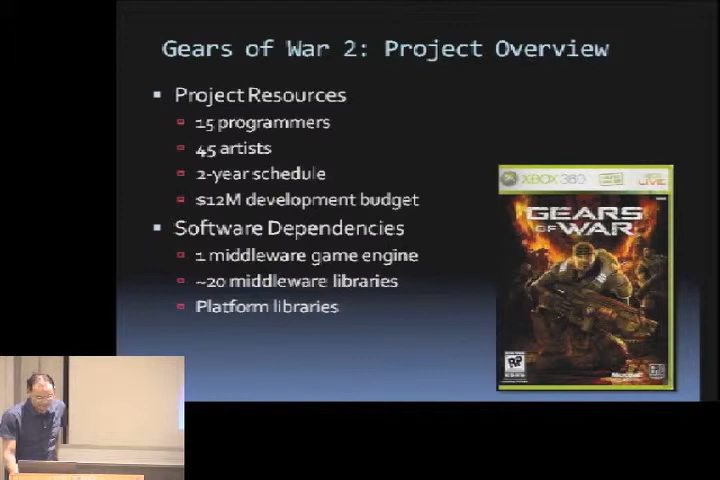 Gears of War 2: Project Overview
Project Resources
15 programmers
45 artists
2-year schedule
$12M development budget
Software Dependencies
1 middleware game engine
~20 middleware libraries
Platform libraries
XBOX 360
LIVE
GEARS
OF WAR
RP